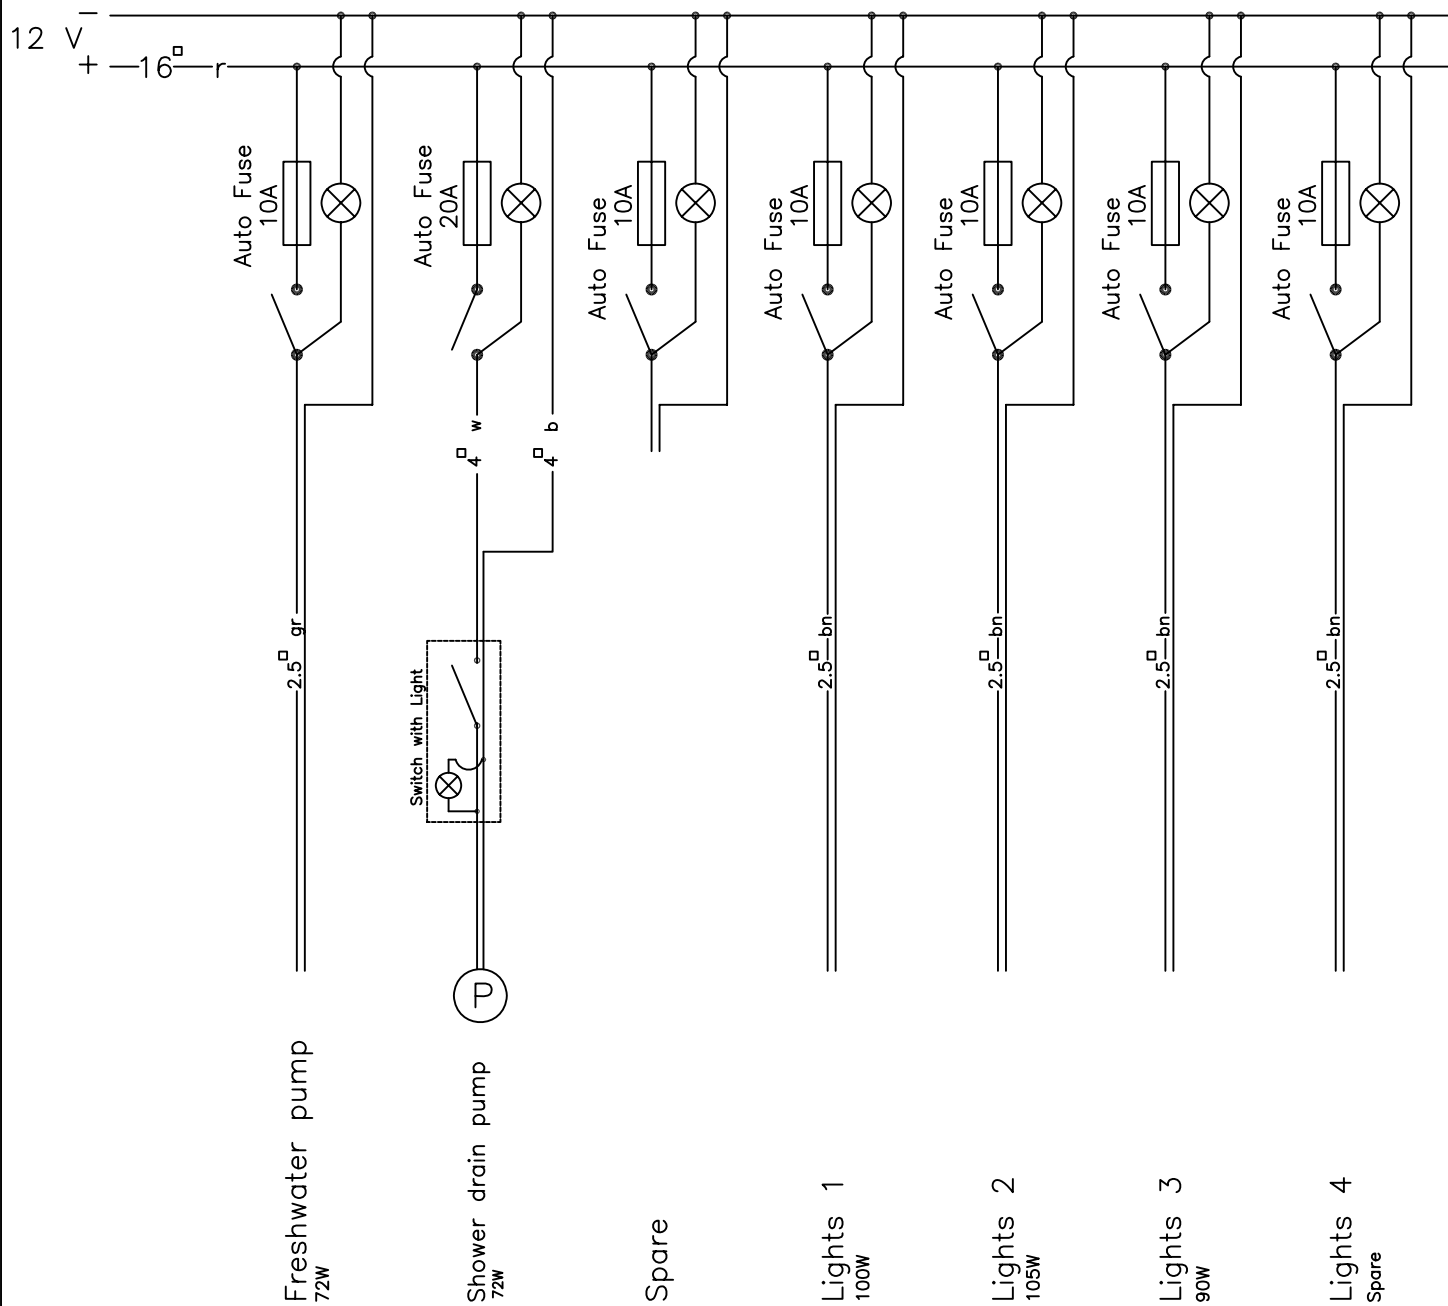 12 V
−
+ 16□ r
Auto Fuse
10A
Auto Fuse
20A
Auto Fuse
10A
Auto Fuse
10A
Auto Fuse
10A
Auto Fuse
10A
Auto Fuse
10A
4□ w
4□ b
2.5□ gr
2.5□ bn
2.5□ bn
2.5□ bn
2.5□ bn
Switch with Light
P
Freshwater pump
72W
Shower drain pump
72W
Spare
Lights 1
100W
Lights 2
105W
Lights 3
90W
Lights 4
Spare